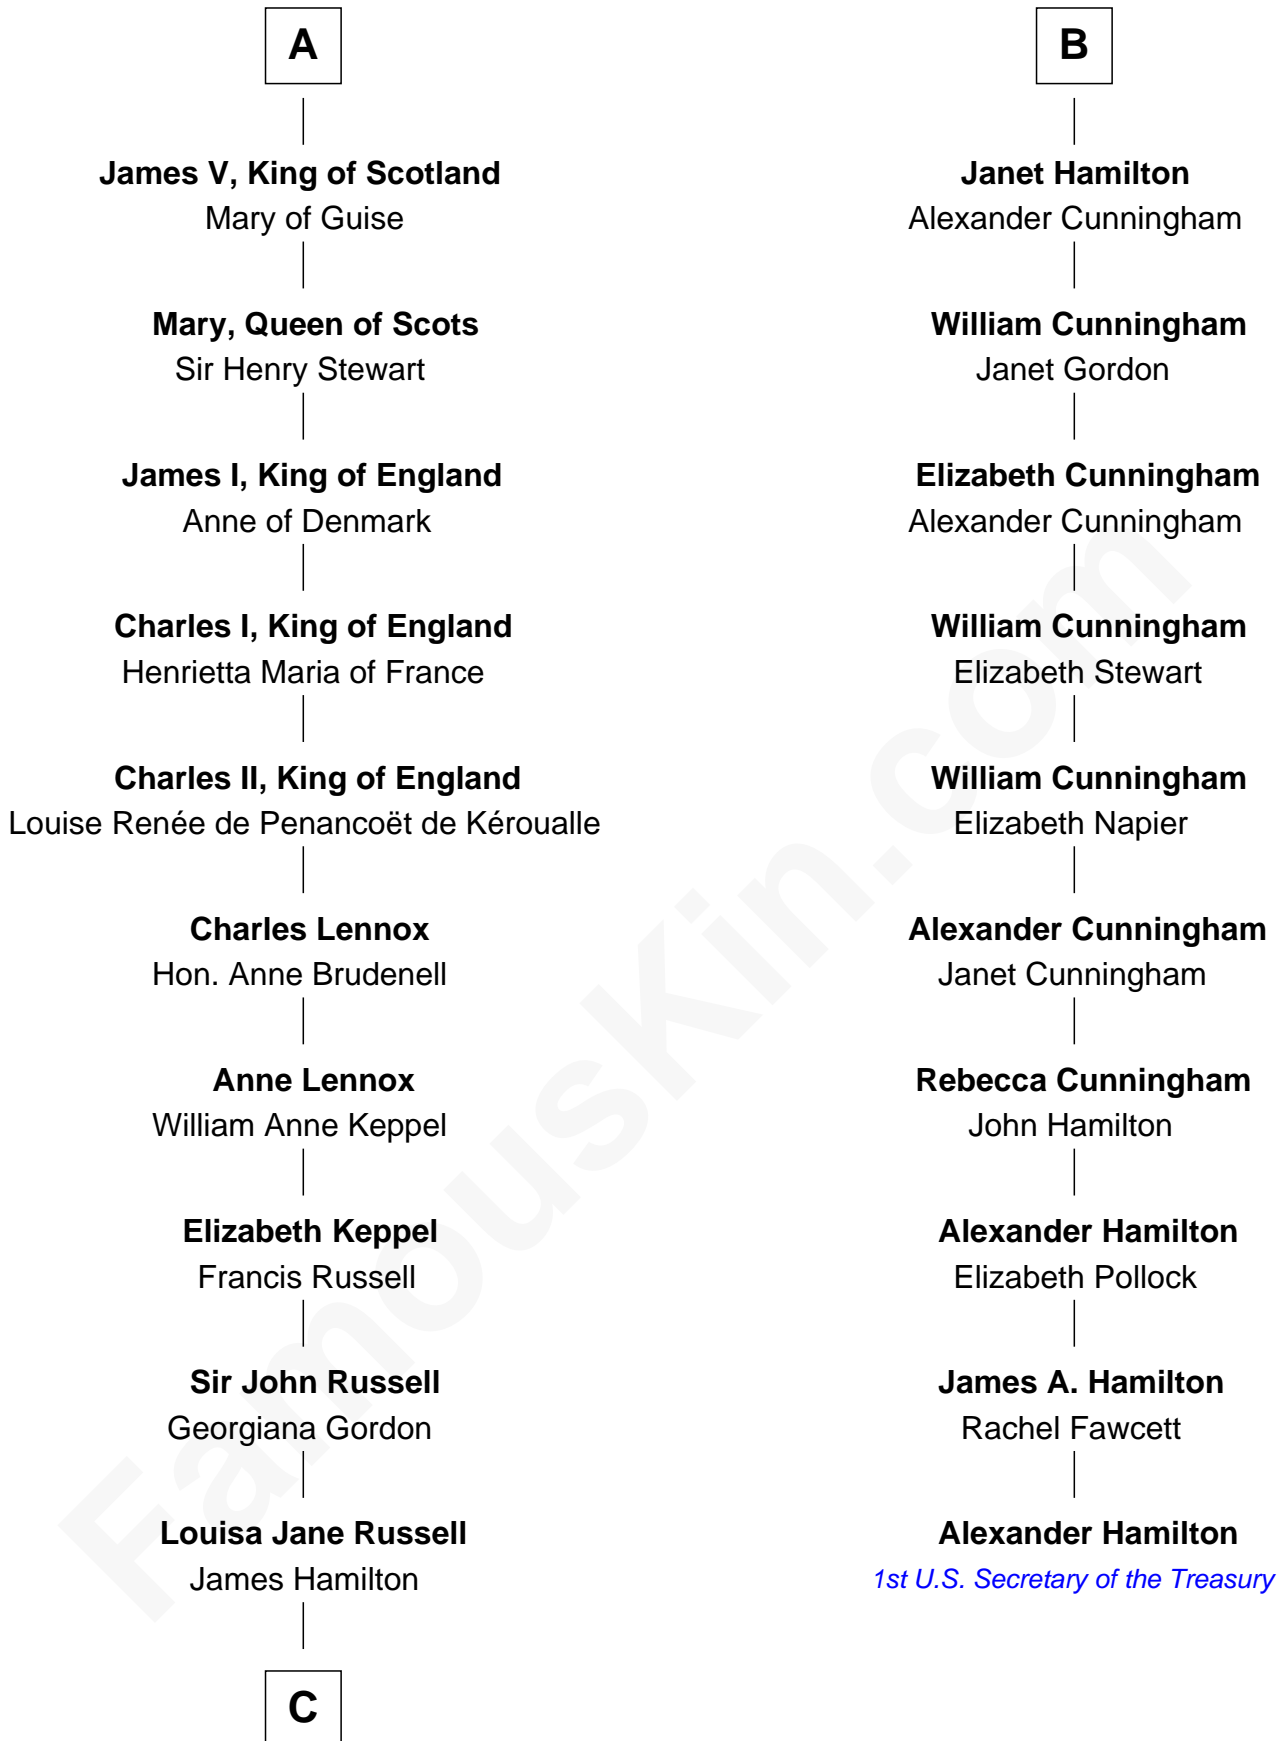 A
James V, King of Scotland
Mary of Guise
Mary, Queen of Scots
Sir Henry Stewart
James I, King of England
Anne of Denmark
Charles I, King of England
Henrietta Maria of France
Charles II, King of England
Louise Renée de Penancoët de Kéroualle
Charles Lennox
Hon. Anne Brudenell
Anne Lennox
William Anne Keppel
Elizabeth Keppel
Francis Russell
Sir John Russell
Georgiana Gordon
Louisa Jane Russell
James Hamilton
C
B
Janet Hamilton
Alexander Cunningham
William Cunningham
Janet Gordon
Elizabeth Cunningham
Alexander Cunningham
William Cunningham
Elizabeth Stewart
William Cunningham
Elizabeth Napier
Alexander Cunningham
Janet Cunningham
Rebecca Cunningham
John Hamilton
Alexander Hamilton
Elizabeth Pollock
James A. Hamilton
Rachel Fawcett
Alexander Hamilton
1st U.S. Secretary of the Treasury
FamousKin.com